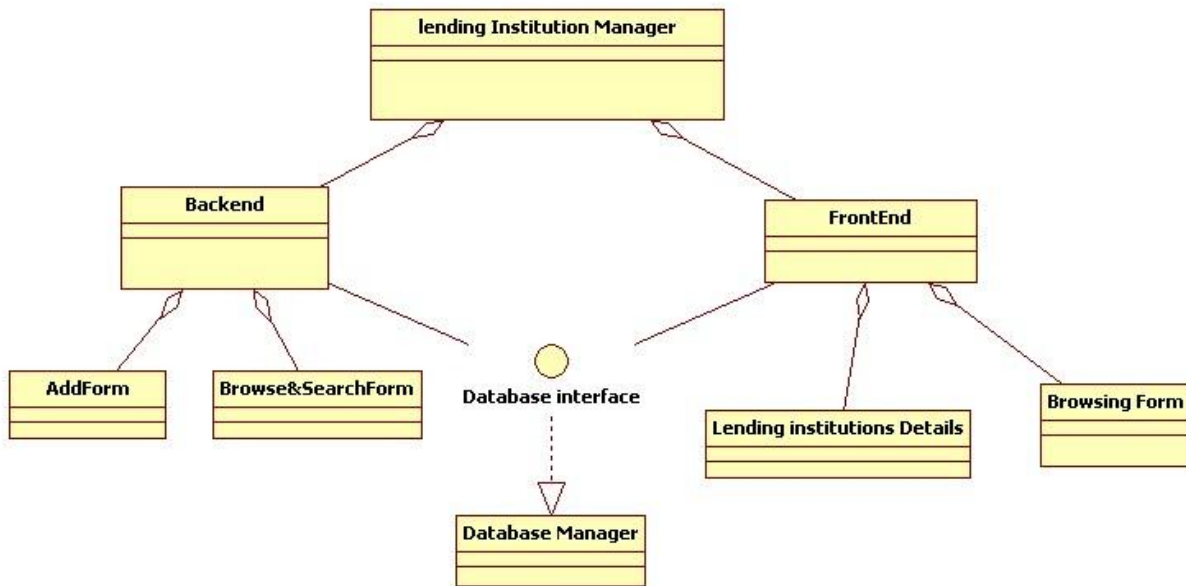 lending Institution Manager
Backend
FrontEnd
AddForm
Browse&SearchForm
Database interface
Lending institutions Details
Browsing Form
Database Manager